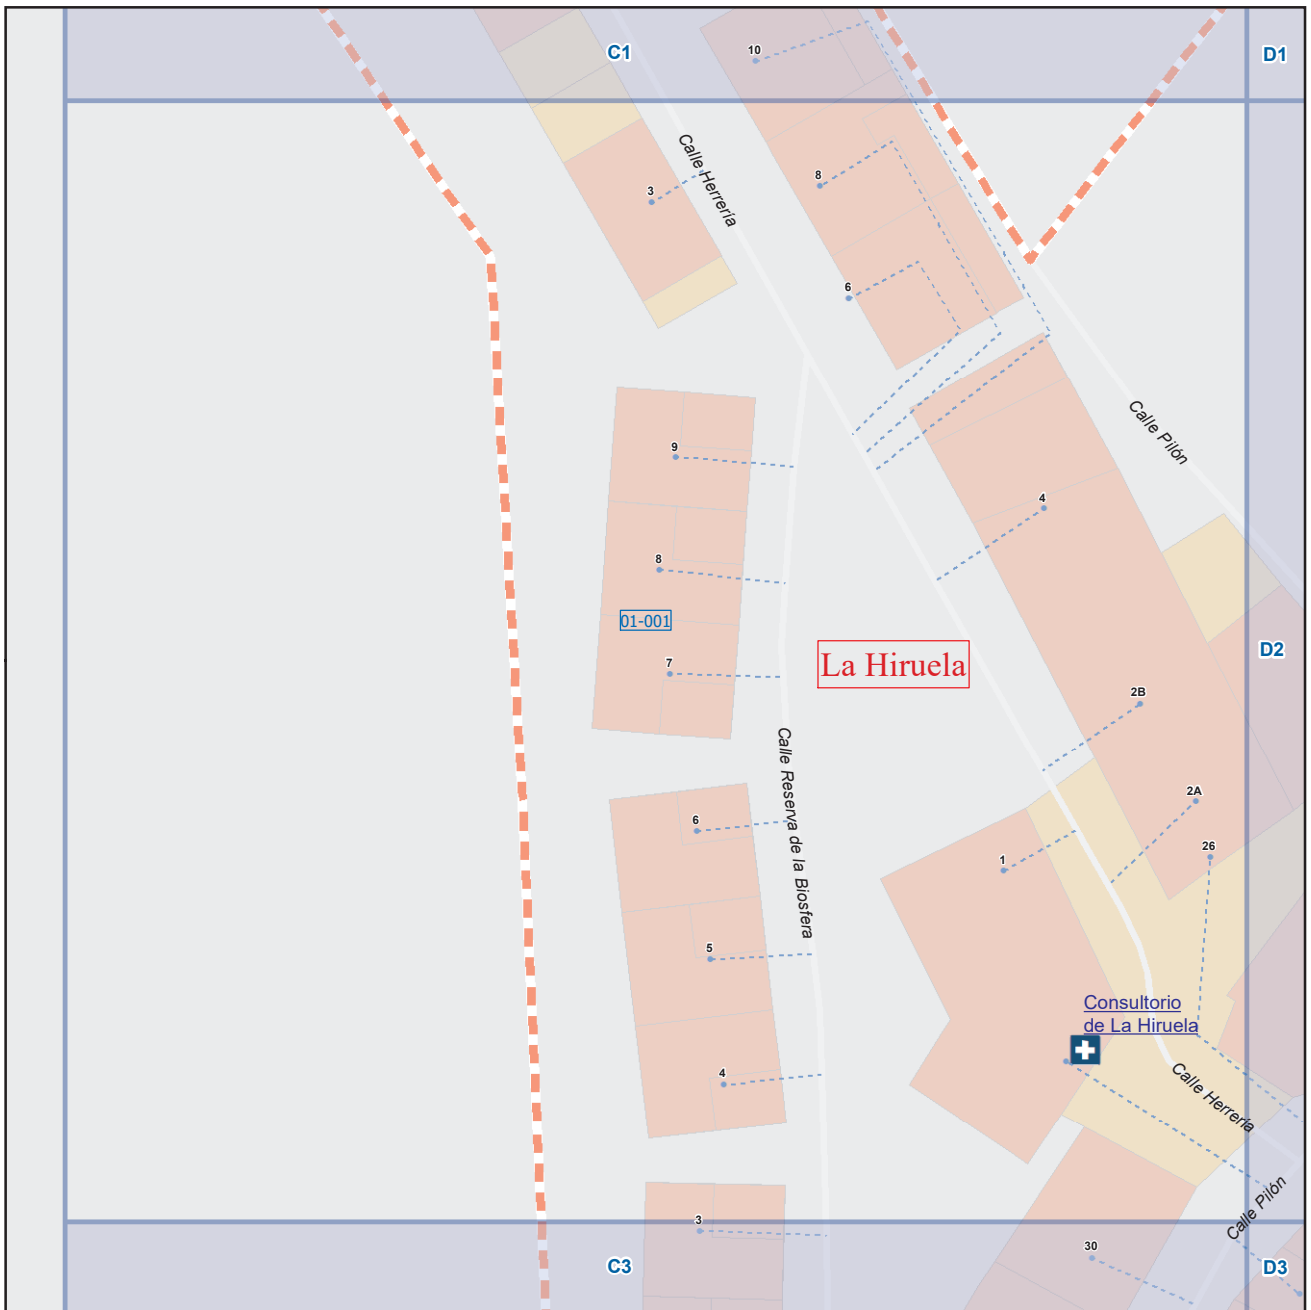 C1
D1
10
Calle Herrería
8
3
6
Calle Pilón
9
4
8
01-001
La Hiruela
D2
7
2B
Calle Reserva de la Biosfera
2A
6
26
1
5
Consultorio
de La Hiruela
4
Calle Herrería
Calle Pilón
3
30
C3
D3